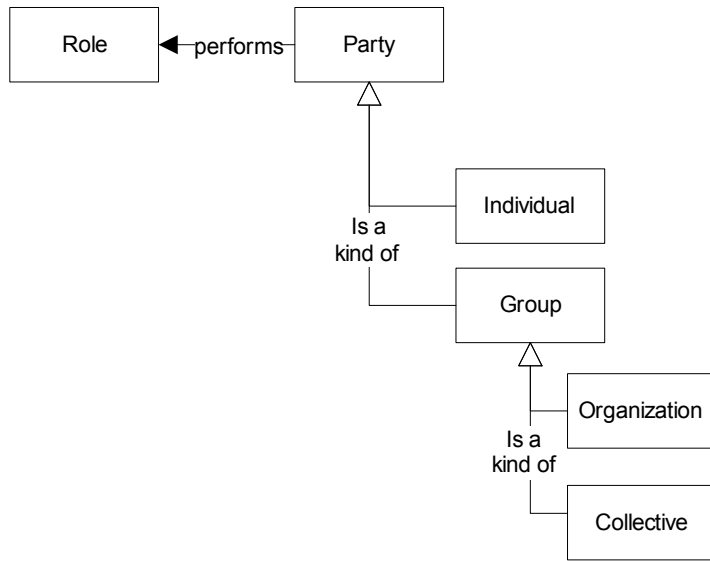 Role
performs
Party
Individual
Is a
kind of
Group
Organization
Is a
kind of
Collective